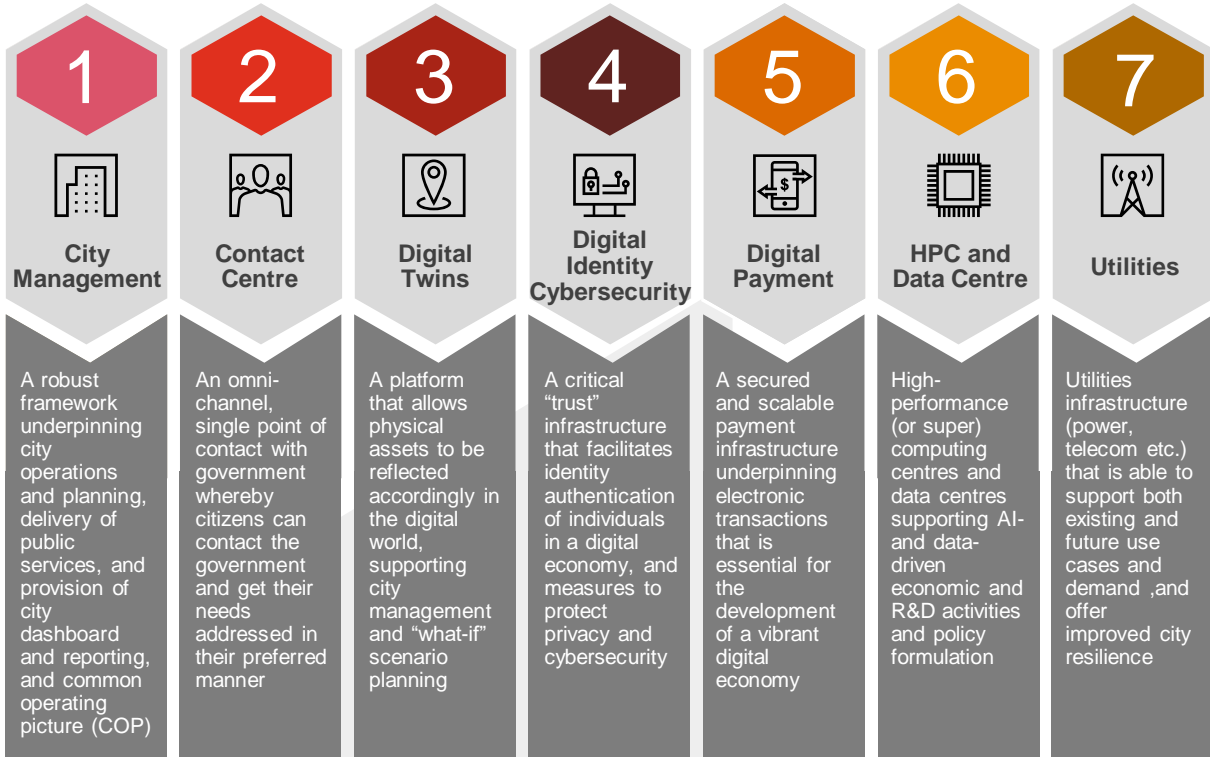 1
City
Management
A robust
framework
underpinning
city
operations
and planning,
delivery of
public
services, and
provision of
city
dashboard
and reporting,
and common
operating
picture (COP)
2
Contact
Centre
An omni-
channel,
single point of
contact with
government
whereby
citizens can
contact the
government
and get their
needs
addressed in
their preferred
manner
3
Digital
Twins
A platform
that allows
physical
assets to be
reflected
accordingly in
the digital
world,
supporting
city
management
and “what-if”
scenario
planning
4
Digital
Identity
Cybersecurity
A critical
“trust”
infrastructure
that facilitates
identity
authentication
of individuals
in a digital
economy, and
measures to
protect
privacy and
cybersecurity
5
$
Digital
Payment
A secured
and scalable
payment
infrastructure
underpinning
electronic
transactions
that is
essential for
the
development
of a vibrant
digital
economy
6
HPC and
Data Centre
High-
performance
(or super)
computing
centres and
data centres
supporting AI-
and data-
driven
economic and
R&D activities
and policy
formulation
7
Utilities
Utilities
infrastructure
(power,
telecom etc.)
that is able to
support both
existing and
future use
cases and
demand ,and
offer
improved city
resilience